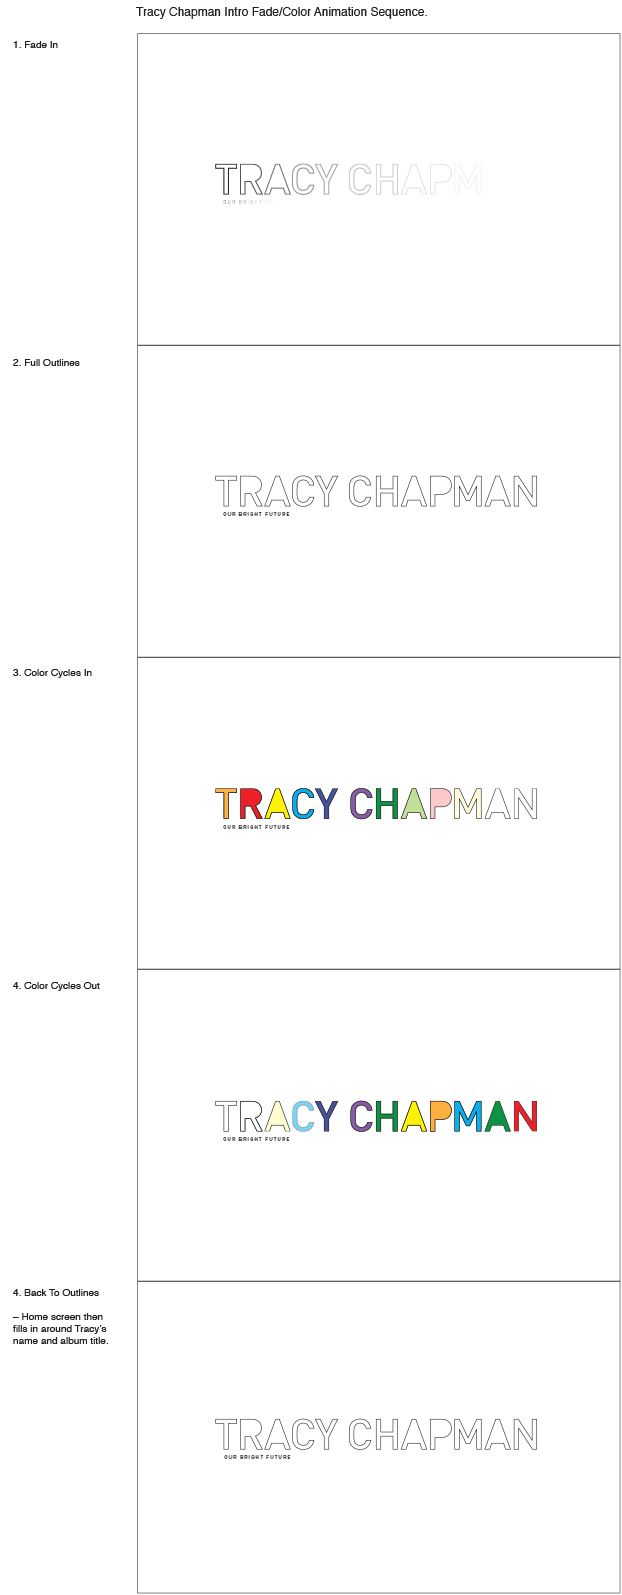 Tracy Chapman Intro Fade/Color Animation Sequence.
1. Fade In
TRACY CHAPM
OUR BRIGHT FU
2. Full Outlines
TRACY CHAPMAN
OUR BRIGHT FUTURE
3. Color Cycles In
TRACY CHAPMAN
OUR BRIGHT FUTURE
4. Color Cycles Out
TRACY CHAPMAN
OUR BRIGHT FUTURE
4. Back To Outlines
– Home screen then
fills in around Tracy's
name and album title.
TRACY CHAPMAN
OUR BRIGHT FUTURE